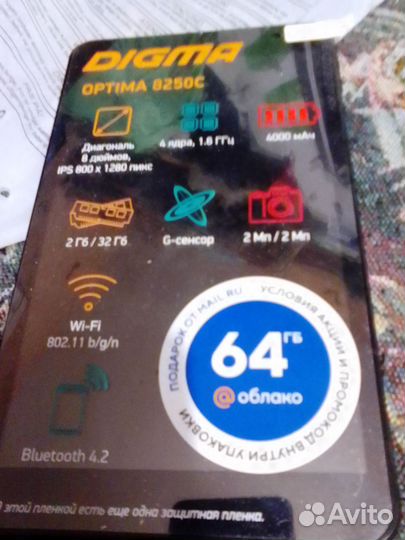 DIGMA
OPTIMA 8250C
Диагональ
8 дюймов,
IPS 800 x 1280 пикс
4 ядра, 1.6 ГГц
4000 мАч
2 Гб / 32 Гб
G-сенсор
2 Мп / 2 Мп
Wi-Fi
802.11 b/g/n
Bluetooth 4.2
ПОДАРОК ОТ MAIL.RU
УСЛОВИЯ АКЦИИ И ПРОМОКОД ВНУТРИ УПАКОВКИ
64 ГБ
@ облако
этой пленкой есть еще одна защитная пленка.
Avito